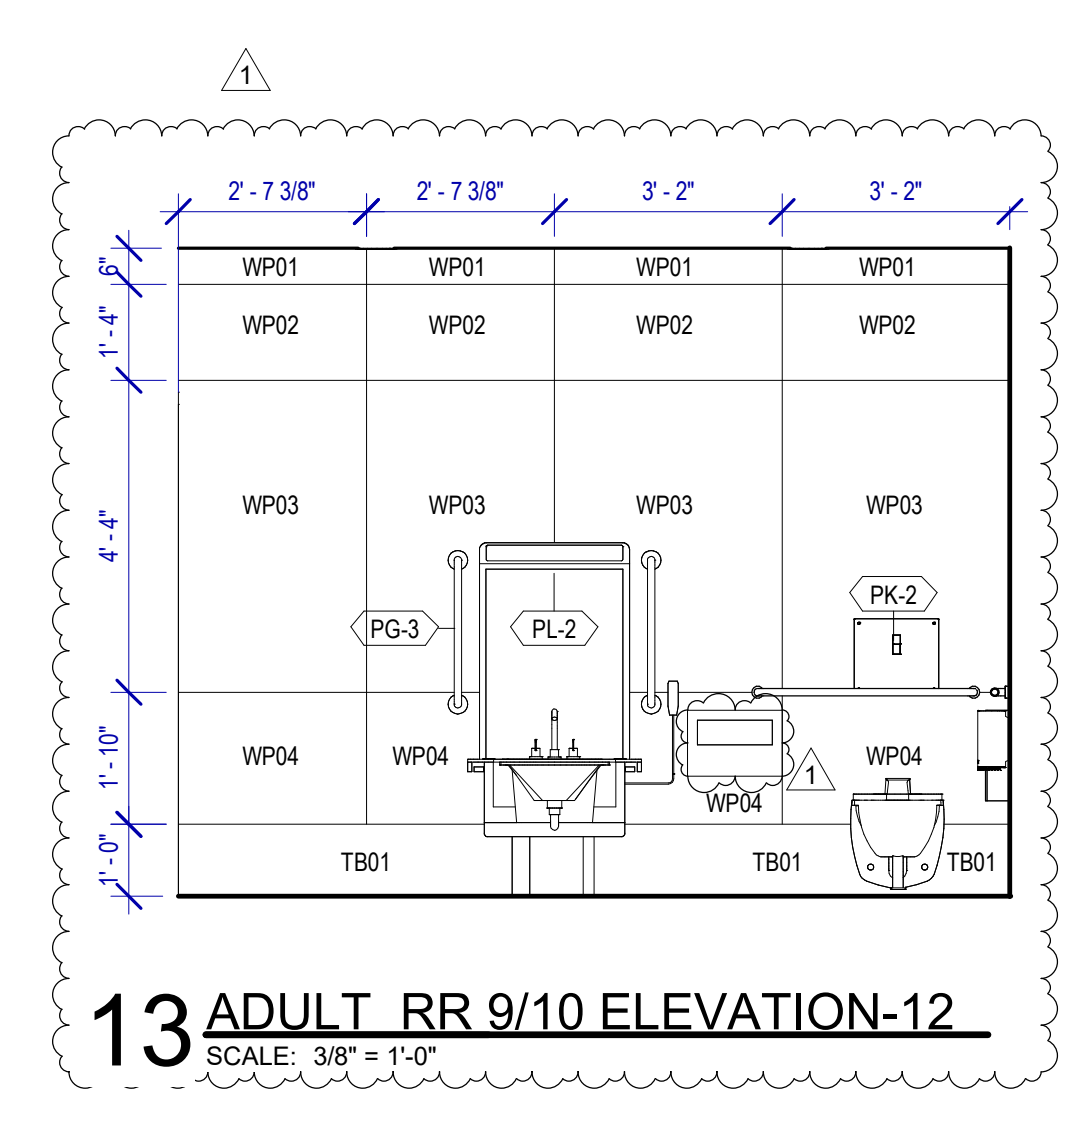 1
2' - 7 3/8" 2' - 7 3/8" 3' - 2" 3' - 2"
6" WP01 WP01 WP01 WP01
1' - 4" WP02 WP02 WP02 WP02
4' - 4" WP03 WP03 WP03 WP03
PK-2
PG-3 PL-2
1' - 10" WP04 WP04 WP04
1
WP04
1' - 0" TB01 TB01 TB01
13 ADULT RR 9/10 ELEVATION-12
SCALE: 3/8" = 1'-0"